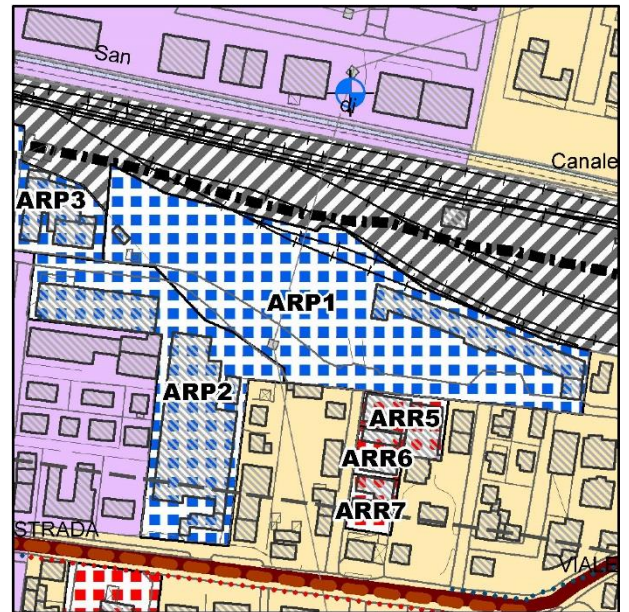 San
di
Canale
ARP3
ARP1
ARP2
ARR5
ARR6
ARR7
STRADA
VIALE